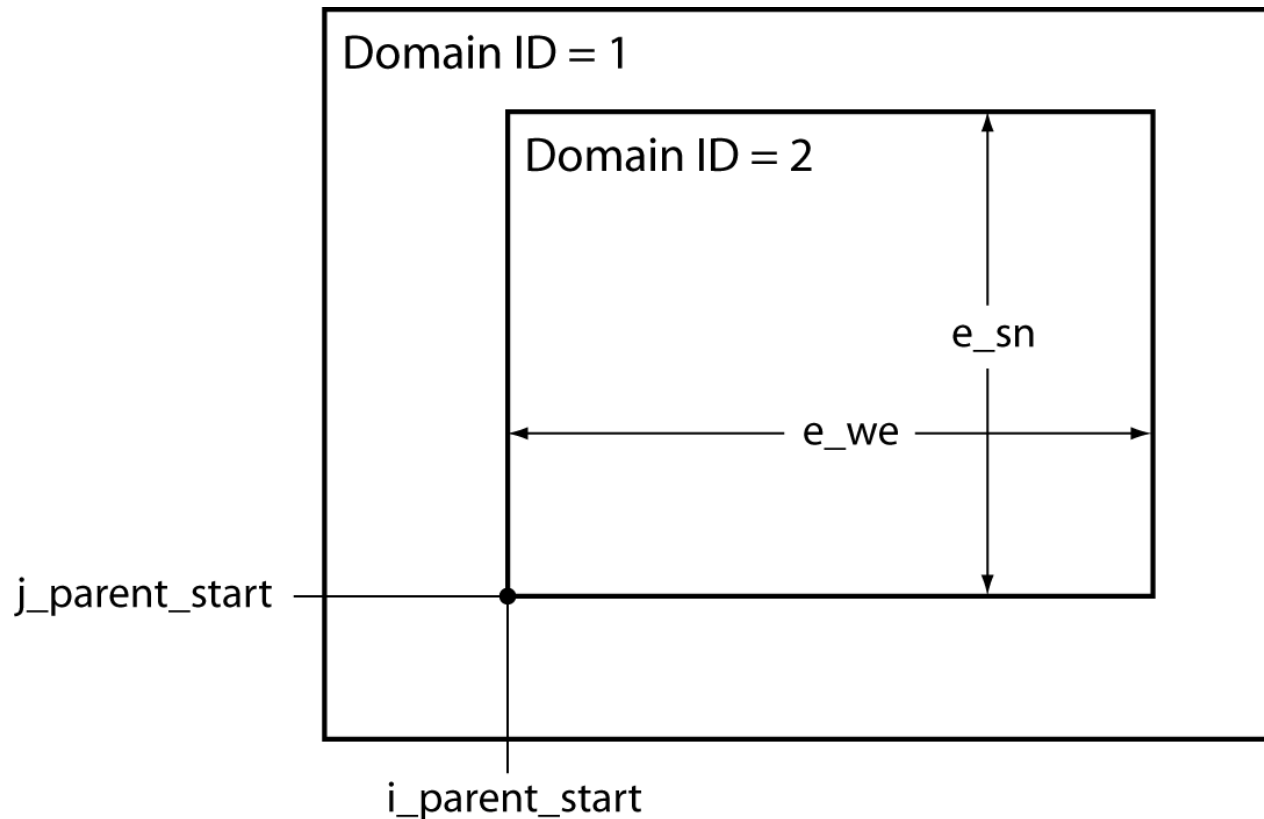 Domain ID = 1
Domain ID = 2
e_sn
e_we
j_parent_start
i_parent_start